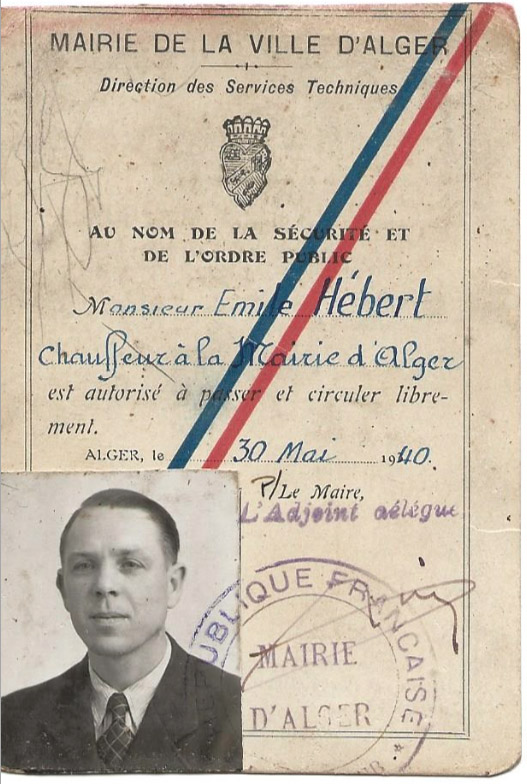 MAIRIE DE LA VILLE D'ALGER
Direction des Services Techniques
AU NOM DE LA SÉCURITÉ ET
DE L'ORDRE PUBLIC
Monsieur Emile Hébert
Chauffeur à la Mairie d'Alger
est autorisé à passer et circuler libre-
ment.
ALGER, le 30 Mai 1940.
P/Le Maire,
L'Adjoint délégué
RÉPUBLIQUE FRANÇAISE
MAIRIE
D'ALGER